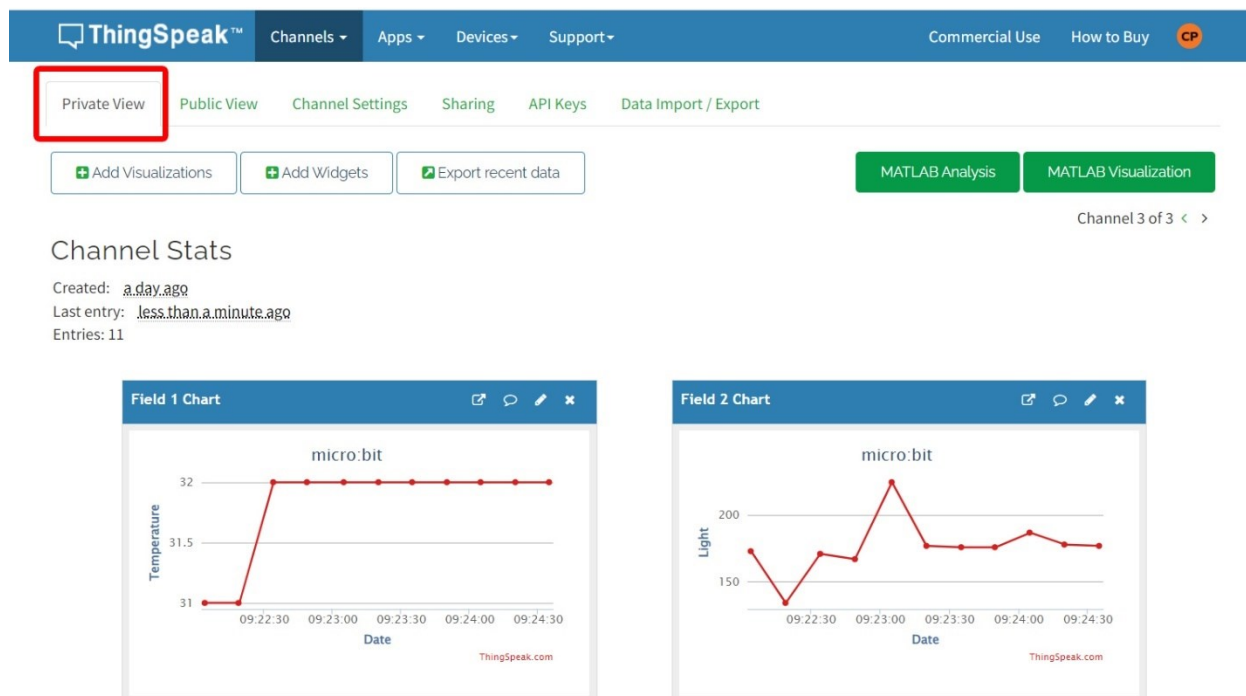 ThingSpeak™ Channels Apps Devices Support Commercial Use How to Buy CP
Private View Public View Channel Settings Sharing API Keys Data Import / Export
Add Visualizations Add Widgets Export recent data MATLAB Analysis MATLAB Visualization
Channel 3 of 3
Channel Stats
Created: a day ago
Last entry: less than a minute ago
Entries: 11
Field 1 Chart
micro:bit
Temperature
32
31.5
31
09:22:30 09:23:00 09:23:30 09:24:00 09:24:30
Date
ThingSpeak.com
Field 2 Chart
micro:bit
Light
200
150
09:22:30 09:23:00 09:23:30 09:24:00 09:24:30
Date
ThingSpeak.com